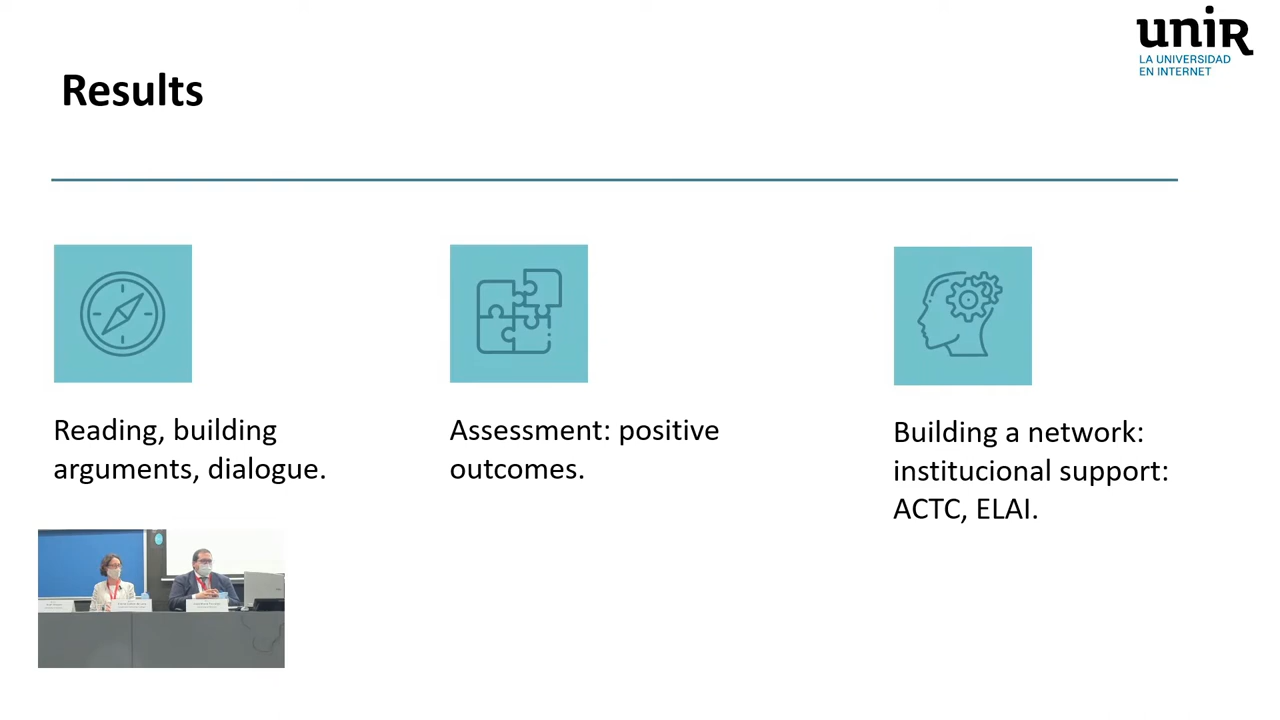 unir
LA UNIVERSIDAD
EN INTERNET
Results
Reading, building
arguments, dialogue.
Assessment: positive
outcomes.
Building a network:
institucional support:
ACTC, ELAI.